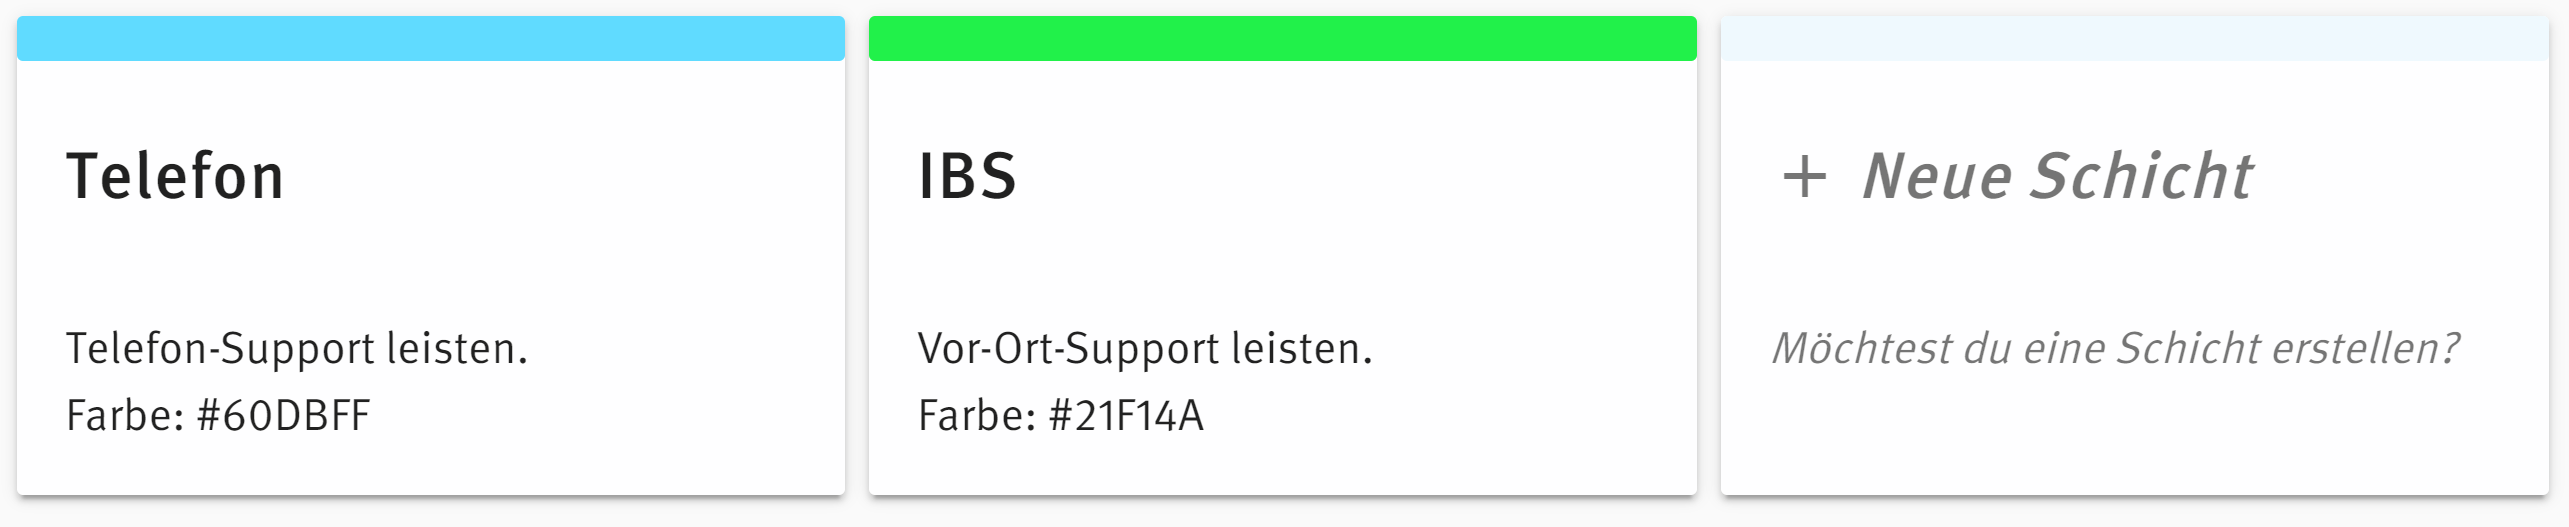 Telefon
Telefon-Support leisten.
Farbe: #60DBFF
IBS
Vor-Ort-Support leisten.
Farbe: #21F14A
+ Neue Schicht
Möchtest du eine Schicht erstellen?